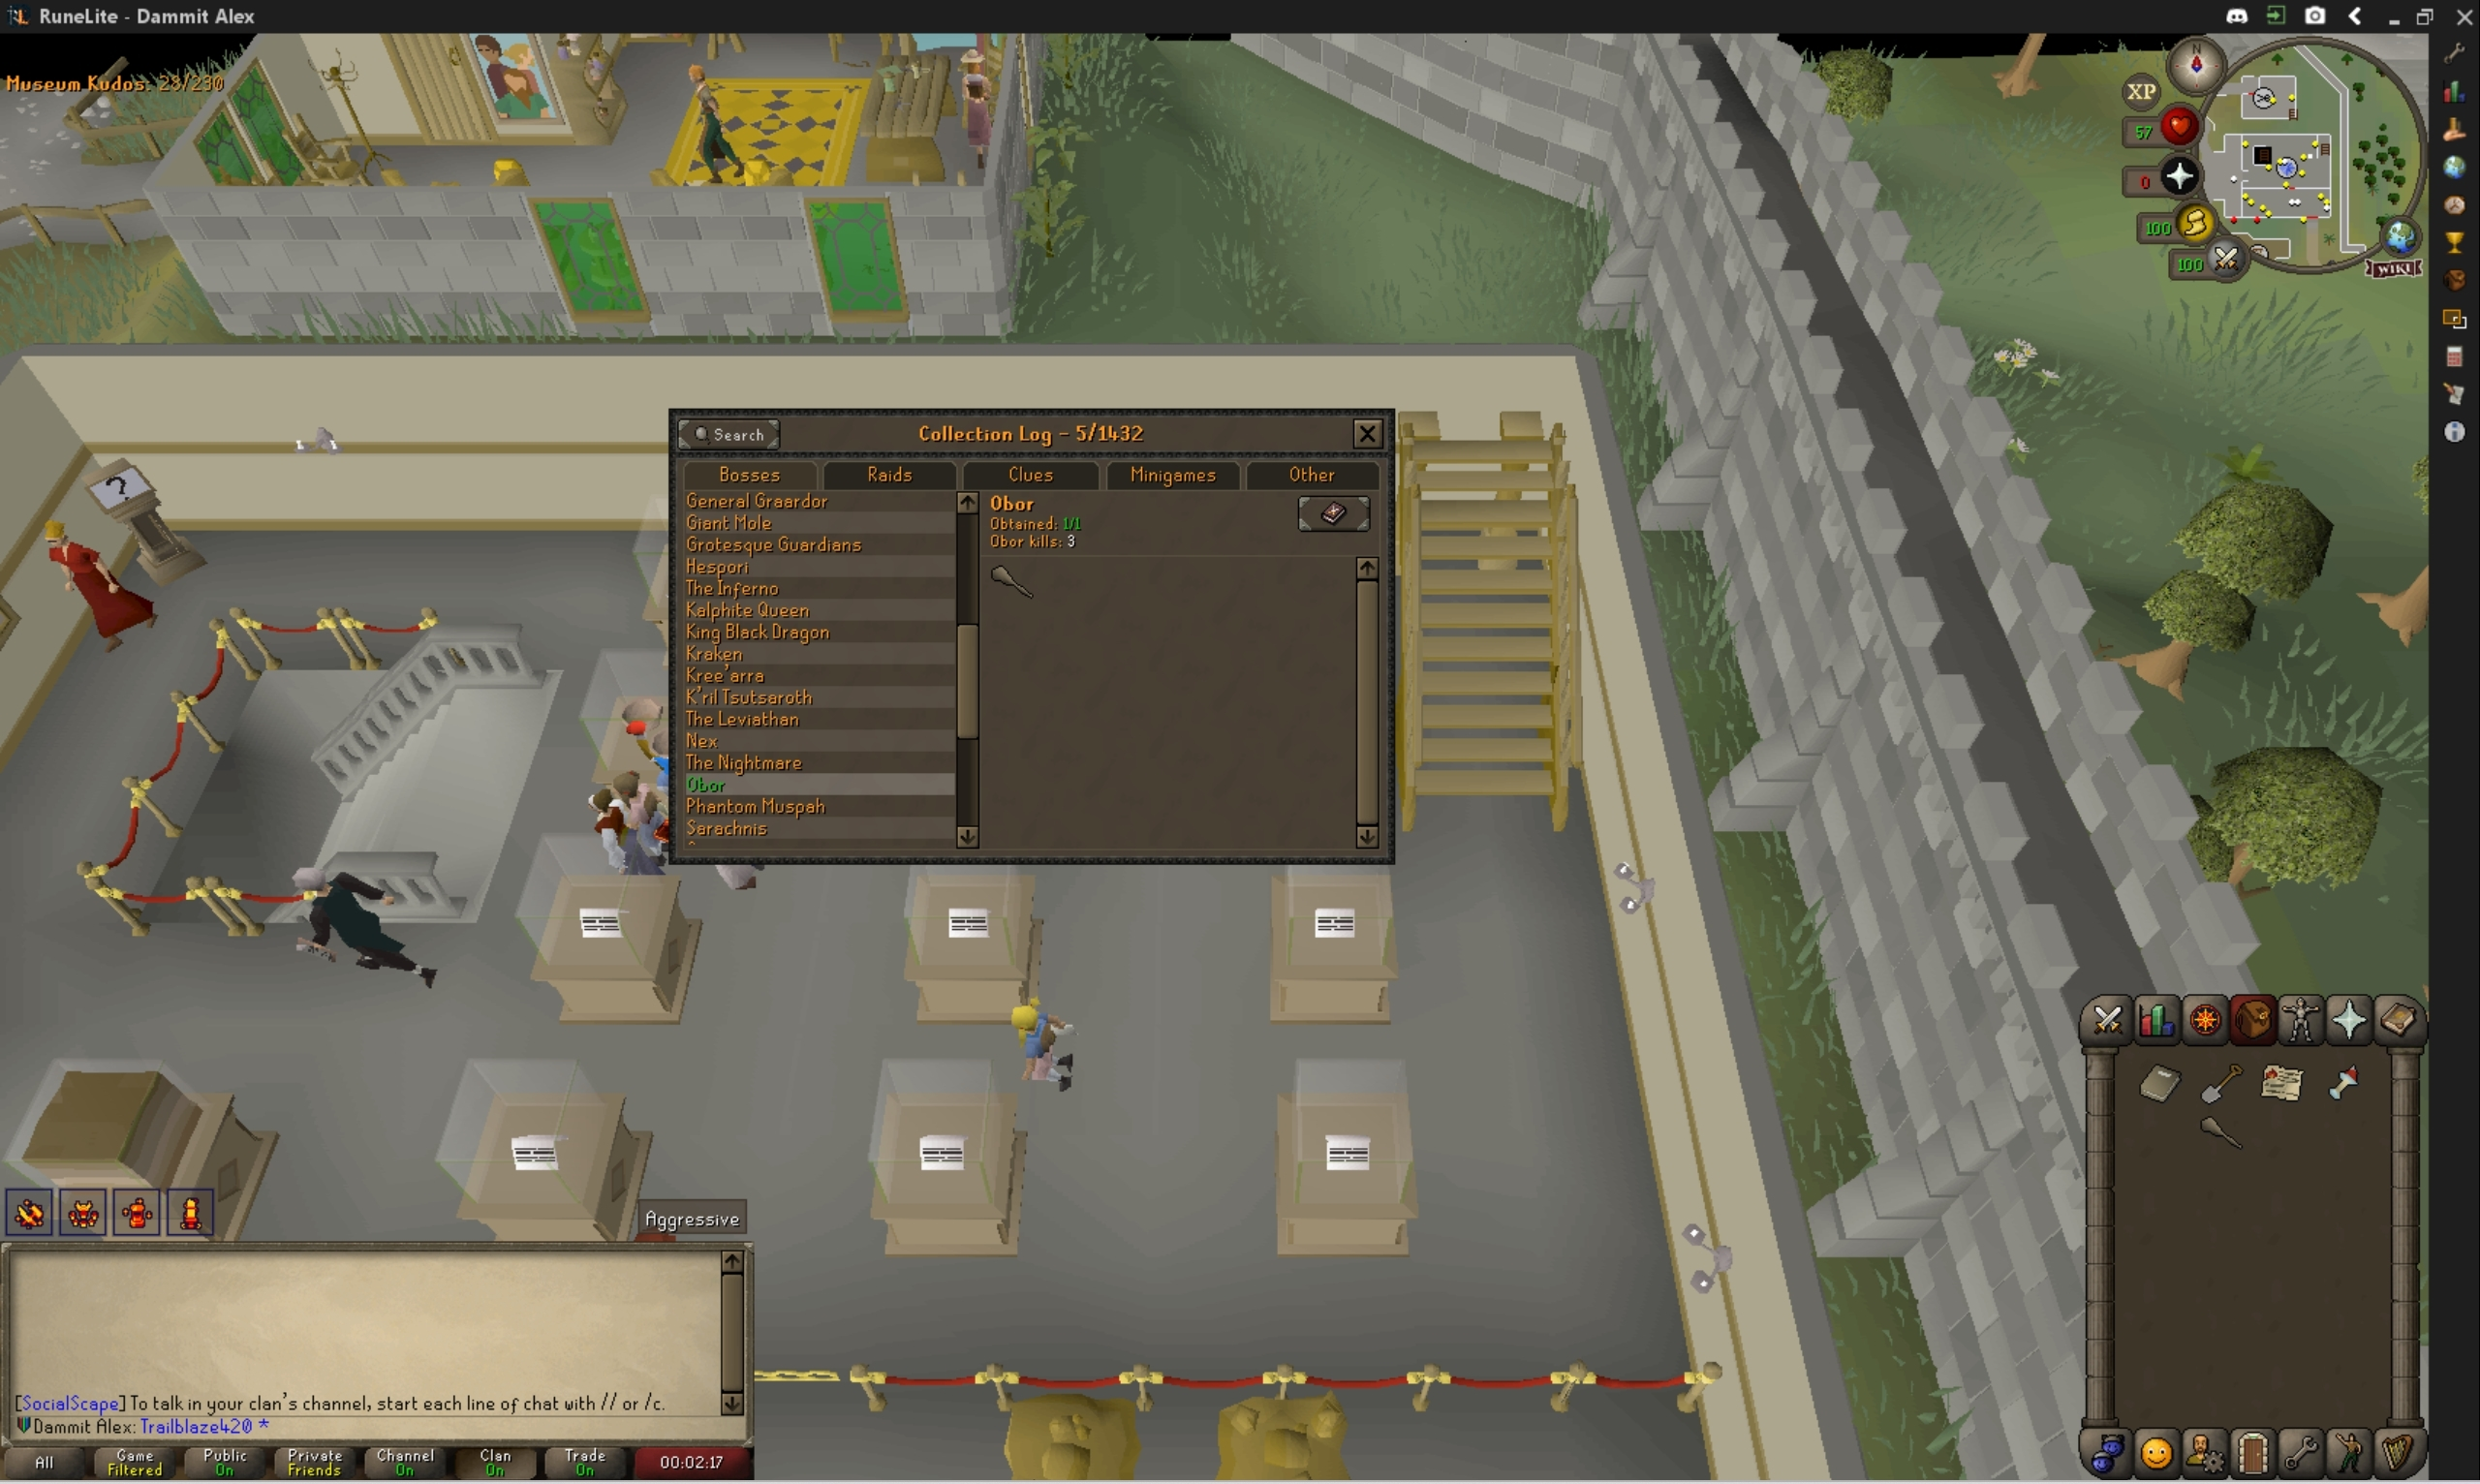 RuneLite - Dammit Alex
Museum Kudos: 28/230
N
XP
57
0
100
100
WIKI
Search
Collection Log - 5/1432
Bosses
Raids
Clues
Minigames
Other
General Graardor
Giant Mole
Grotesque Guardians
Hespori
The Inferno
Kalphite Queen
King Black Dragon
Kraken
Kree'arra
K'ril Tsutsaroth
The Leviathan
Nex
The Nightmare
Obor
Phantom Muspah
Sarachnis
Obor
Obtained: 1/1
Obor kills: 3
?
Aggressive
[SocialScape] To talk in your clan's channel, start each line of chat with // or /c.
Dammit Alex: Trailblaze420 *
All
Game
Filtered
Public
On
Private
Friends
Channel
On
Clan
On
Trade
On
00:02:17